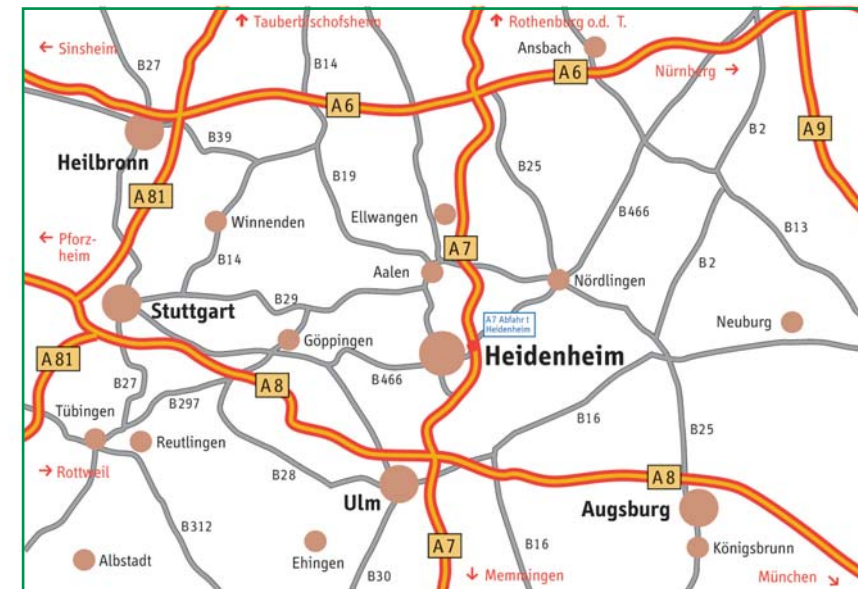 ↑ Tauberbischofsheim
↑ Rothenburg o.d. T.
← Sinsheim
B27
B14
Ansbach
A6
Nürnberg →
A6
B2
A9
Heilbronn
B39
B19
B25
A81
Ellwangen
B466
Winnenden
← Pforz-
heim
A7
B13
B14
Aalen
B2
Nördlingen
Stuttgart
B29
A7 Abfahrt
Heidenheim
Neuburg
Göppingen
Heidenheim
A81
B27
A8
B466
B297
Tübingen
B16
B25
Reutlingen
→ Rottweil
B28
A8
Ulm
Augsburg
B312
A7
B16
Königsbrunn
Albstadt
Ehingen
B30
↓ Memmingen
München ↘